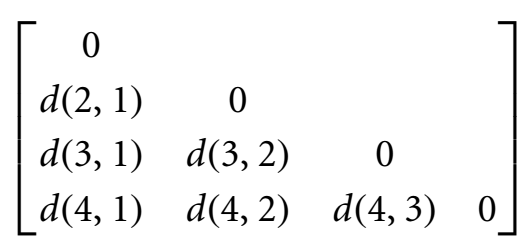 0
d(2, 1) 0
d(3, 1) d(3, 2) 0
d(4, 1) d(4, 2) d(4, 3) 0